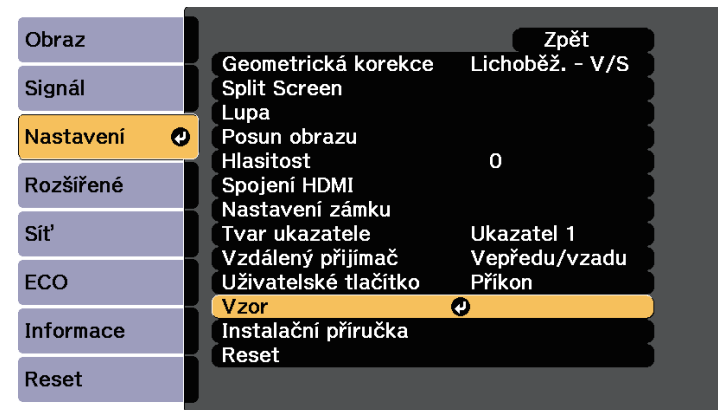 Obraz
Signál
Nastavení
Rozšířené
Síť
ECO
Informace
Reset
Zpět
Geometrická korekce Lichoběž. - V/S
Split Screen
Lupa
Posun obrazu
Hlasitost 0
Spojení HDMI
Nastavení zámku
Tvar ukazatele Ukazatel 1
Vzdálený přijímač Vepředu/vzadu
Uživatelské tlačítko Příkon
Vzor
Instalační příručka
Reset